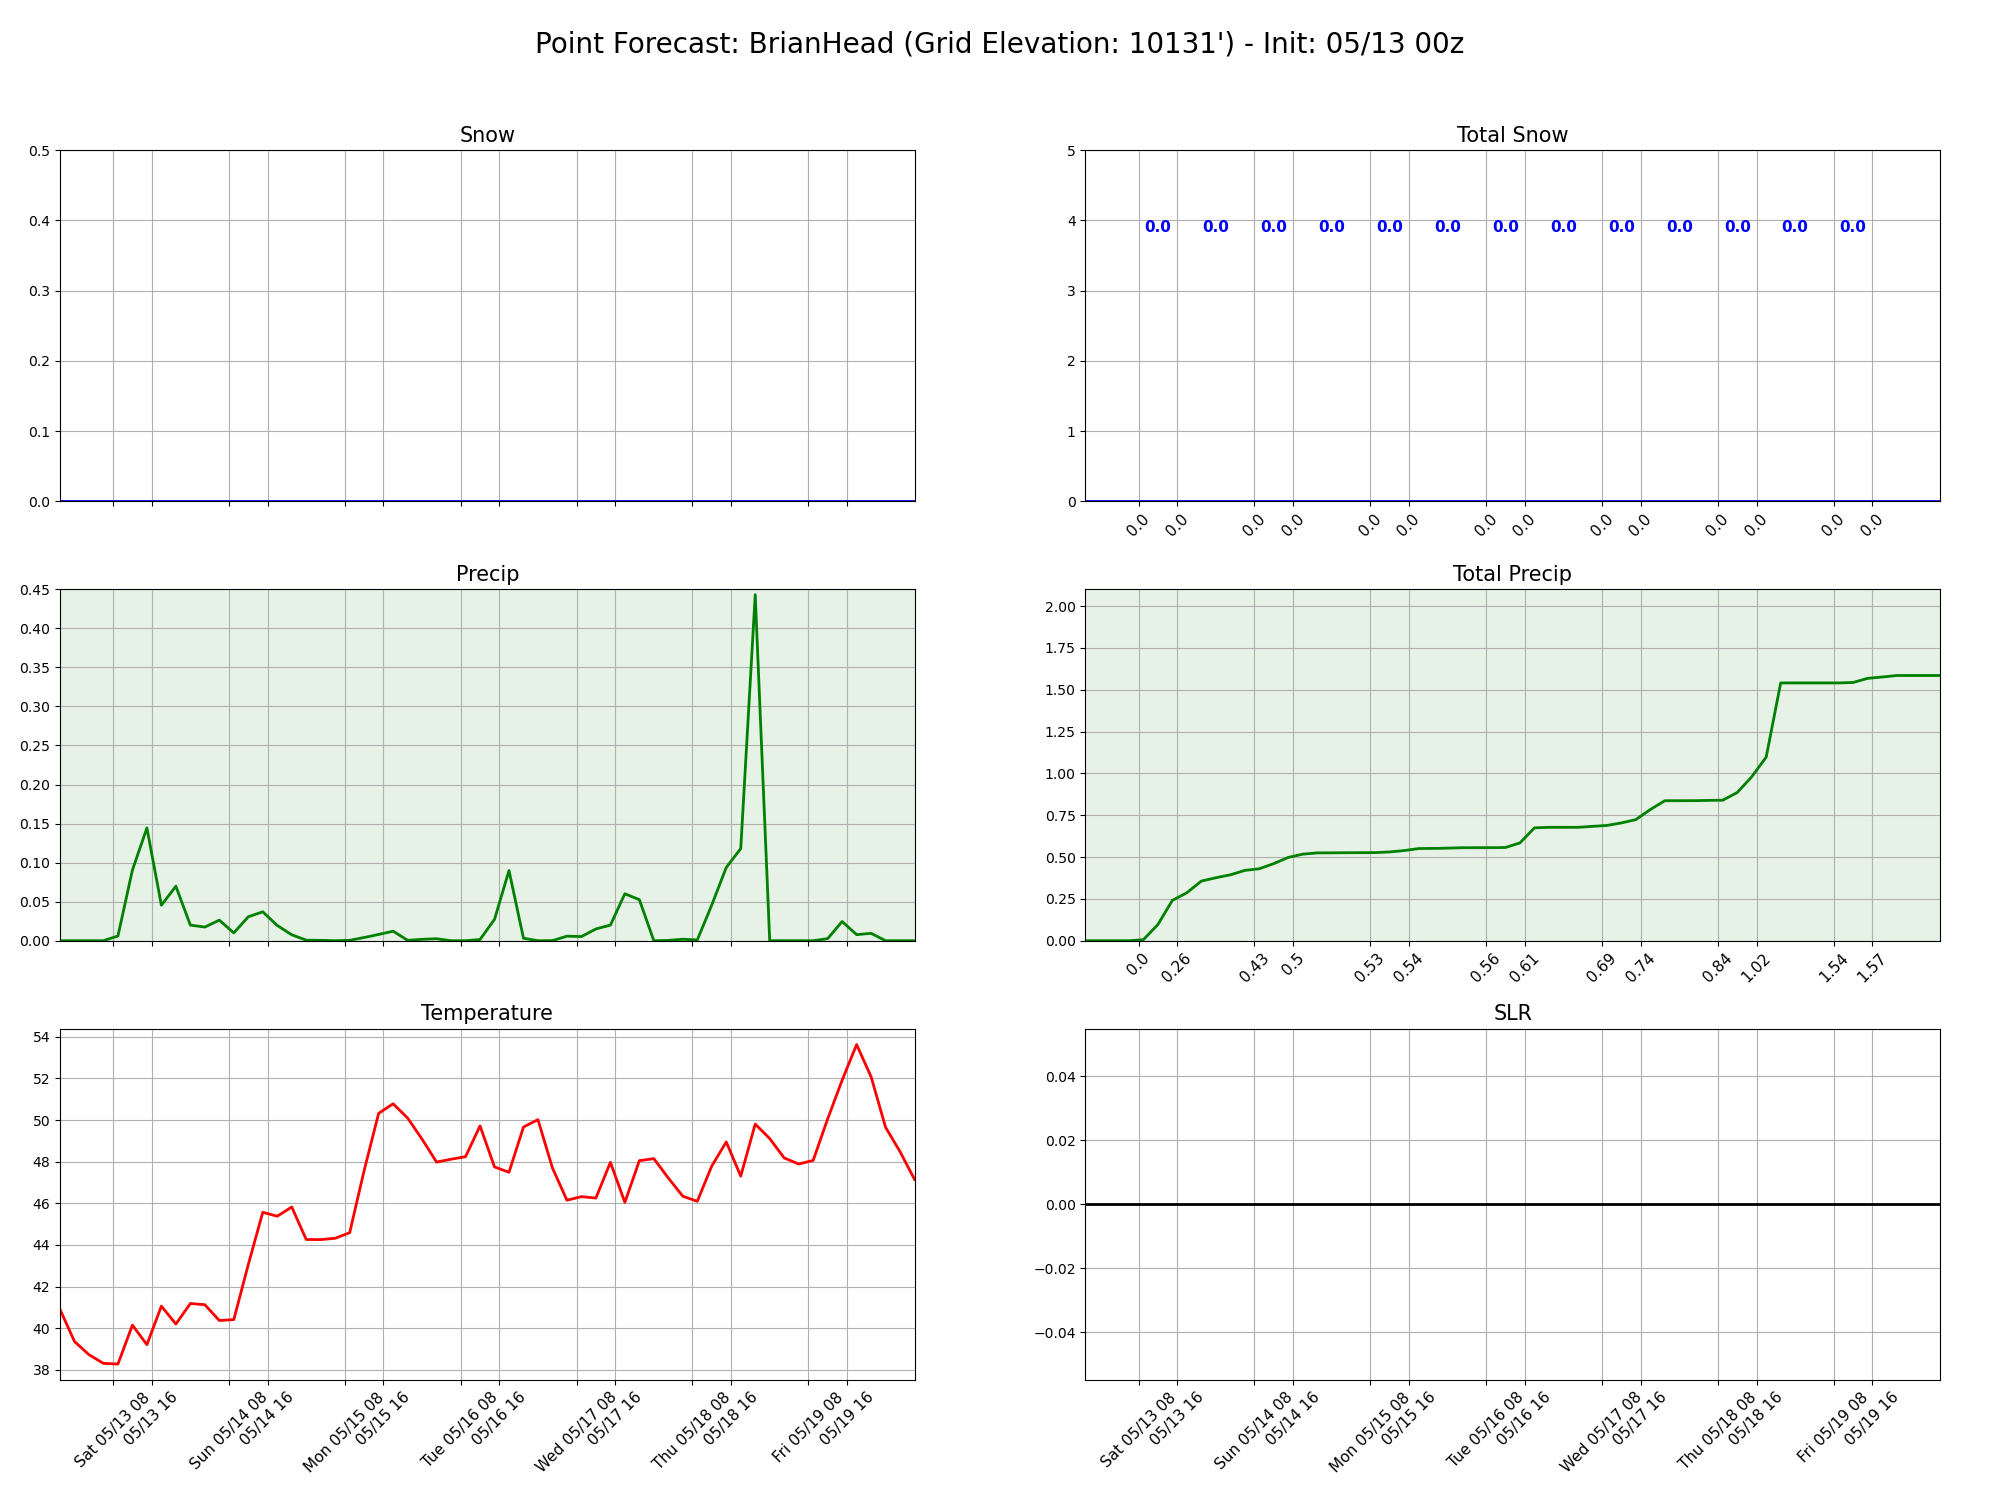 Point Forecast: BrianHead (Grid Elevation: 10131') - Init: 05/13 00z
Snow
0.5
0.4
0.3
0.2
0.1
0.0
Total Snow
5
4
3
2
1
0
0.0 0.0 0.0 0.0 0.0 0.0 0.0 0.0 0.0 0.0 0.0 0.0 0.0
0.0 0.0 0.0 0.0 0.0 0.0 0.0 0.0 0.0 0.0 0.0 0.0 0.0 0.0
Precip
0.45
0.40
0.35
0.30
0.25
0.20
0.15
0.10
0.05
0.00
Total Precip
2.00
1.75
1.50
1.25
1.00
0.75
0.50
0.25
0.00
0.0 0.26 0.43 0.5 0.53 0.54 0.56 0.61 0.69 0.74 0.84 1.02 1.54 1.57
Temperature
54
52
50
48
46
44
42
40
38
Sat 05/13 08
05/13 16
Sun 05/14 08
05/14 16
Mon 05/15 08
05/15 16
Tue 05/16 08
05/16 16
Wed 05/17 08
05/17 16
Thu 05/18 08
05/18 16
Fri 05/19 08
05/19 16
SLR
0.04
0.02
0.00
−0.02
−0.04
Sat 05/13 08
05/13 16
Sun 05/14 08
05/14 16
Mon 05/15 08
05/15 16
Tue 05/16 08
05/16 16
Wed 05/17 08
05/17 16
Thu 05/18 08
05/18 16
Fri 05/19 08
05/19 16